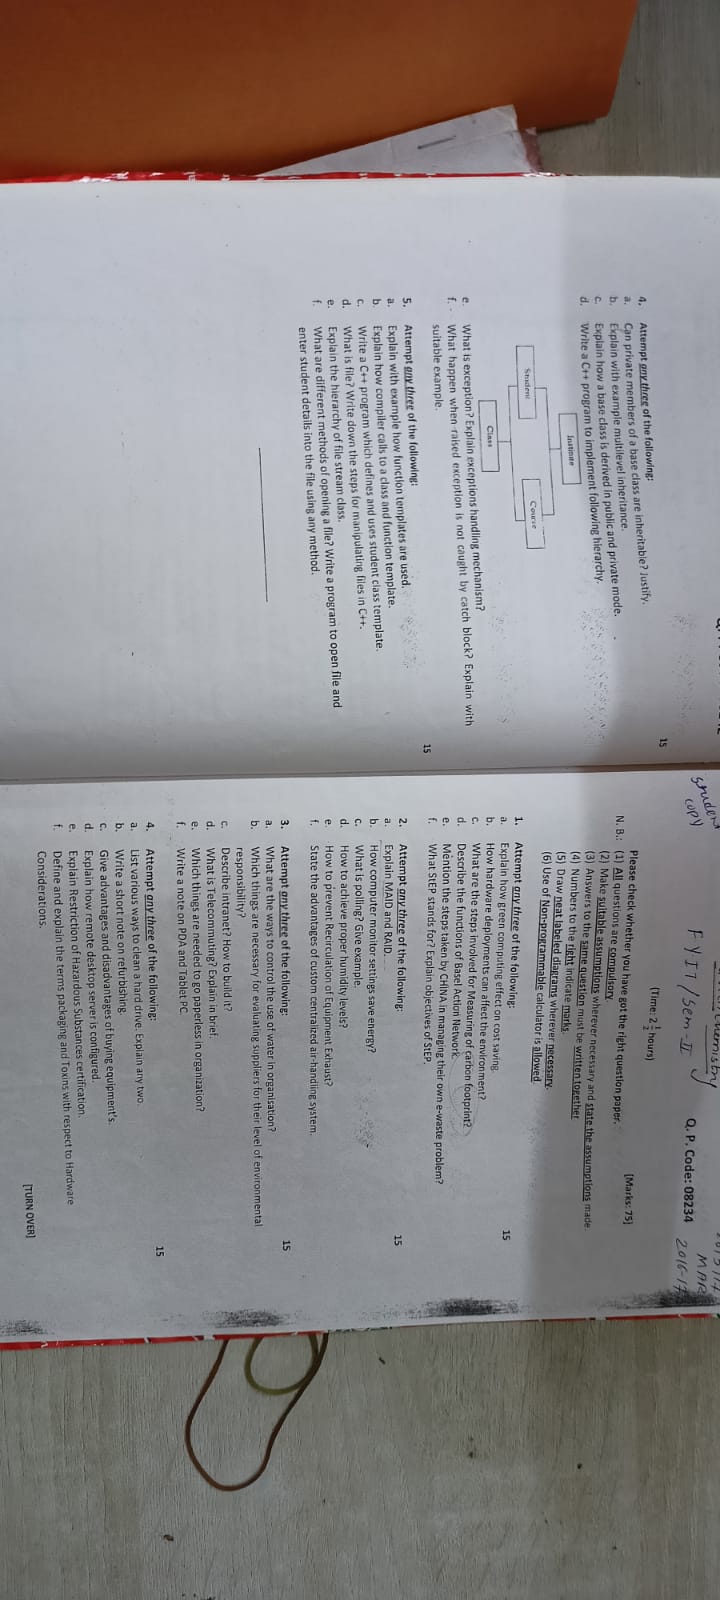 15
4. Attempt any three of the following:
a. Can private members of a base class are inheritable? Justify.
b. Explain with example multilevel inheritance.
c. Explain how a base class is derived in public and private mode.
d. Write a C++ program to implement following hierarchy.
Institute
Student
Course
Class
e. What is exception? Explain exceptions handling mechanism?
f. What happen when raised exception is not caught by catch block? Explain with
suitable example.
15
5. Attempt any three of the following:
a. Explain with example how function templates are used.
b. Explain how compiler calls to a class and function template.
c. Write a C++ program which defines and uses student class template.
d. What is file? Write down the steps for manipulating files in C++.
e. Explain the hierarchy of file stream class.
f. What are different methods of opening a file? Write a program to open file and
enter student details into the file using any method.
student
copy
chemistry
FYIT/Sem-II
Q. P. Code: 08234
MAR
2016-17
(Time: 2 1/2 hours)
[Marks: 75]
Please check whether you have got the right question paper.
N. B.: (1) All questions are compulsory.
(2) Make suitable assumptions wherever necessary and state the assumptions made.
(3) Answers to the same question must be written together.
(4) Numbers to the right indicate marks.
(5) Draw neat labeled diagrams wherever necessary.
(6) Use of Non-programmable calculator is allowed.
1. Attempt any three of the following: 15
a. Explain how green computing effect on cost saving.
b. How hardware deployments can affect the environment?
c. What are the steps involved for Measuring of carbon footprint?
d. Describe the functions of Basel Action Network.
e. Mention the steps taken by CHINA in managing their own e-waste problem?
f. What StEP stands for? Explain objectives of StEP.
2. Attempt any three of the following: 15
a. Explain MAID and RAID.
b. How computer monitor settings save energy?
c. What is polling? Give example.
d. How to achieve proper humidity levels?
e. How to prevent Recirculation of Equipment Exhaust?
f. State the advantages of custom centralized air-handling system.
3. Attempt any three of the following: 15
a. What are the ways to control the use of water in organisation?
b. Which things are necessary for evaluating suppliers for their level of environmental
responsibility?
c. Describe intranet? How to build it?
d. What is Telecommuting? Explain in brief.
e. Which things are needed to go paperless in organization?
f. Write a note on PDA and Tablet PC.
4. Attempt any three of the following: 15
a. List various ways to clean a hard drive. Explain any two.
b. Write a short note on refurbishing.
c. Give advantages and disadvantages of buying equipment's.
d. Explain how remote desktop server is configured.
e. Explain Restriction of Hazardous Substances certification.
f. Define and explain the terms packaging and Toxins with respect to Hardware
Considerations.
[TURN OVER]